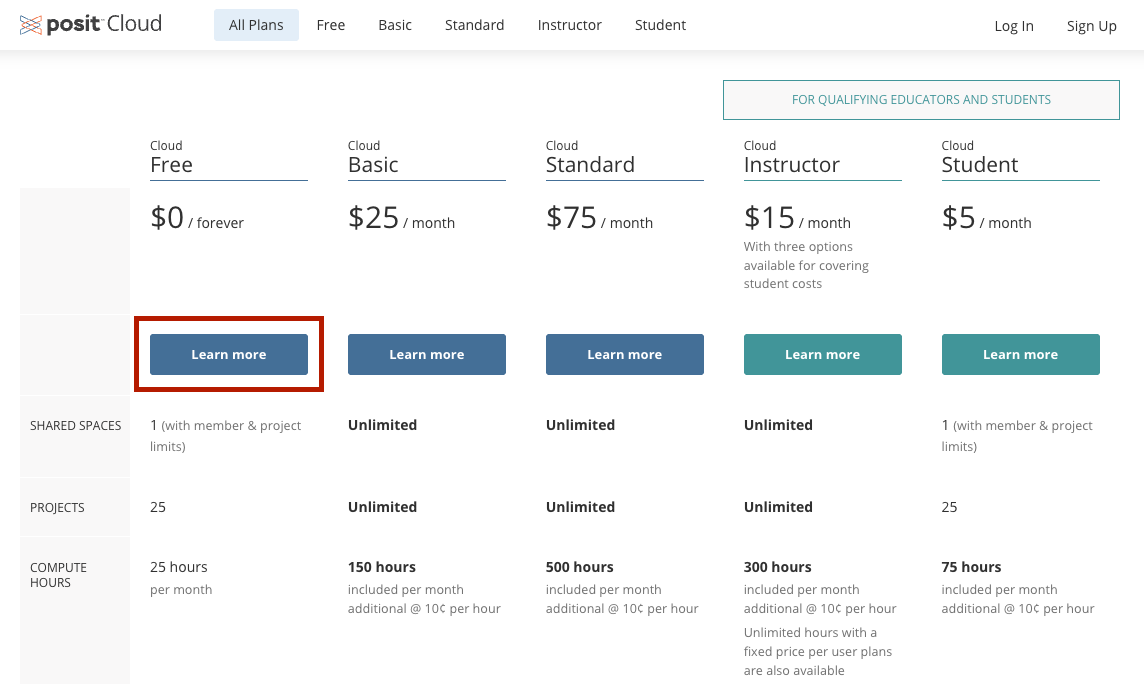 posit Cloud
All Plans Free Basic Standard Instructor Student
Log In Sign Up
FOR QUALIFYING EDUCATORS AND STUDENTS
Cloud Cloud Cloud Cloud Cloud
Free Basic Standard Instructor Student
$0 / forever $25 / month $75 / month $15 / month $5 / month
With three options
available for covering
student costs
Learn more Learn more Learn more Learn more Learn more
SHARED SPACES 1 (with member & project Unlimited Unlimited Unlimited 1 (with member & project
limits) limits)
PROJECTS 25 Unlimited Unlimited Unlimited 25
COMPUTE 25 hours 150 hours 500 hours 300 hours 75 hours
HOURS per month included per month included per month included per month included per month
additional @ 10¢ per hour additional @ 10¢ per hour additional @ 10¢ per hour additional @ 10¢ per hour
Unlimited hours with a
fixed price per user plans
are also available